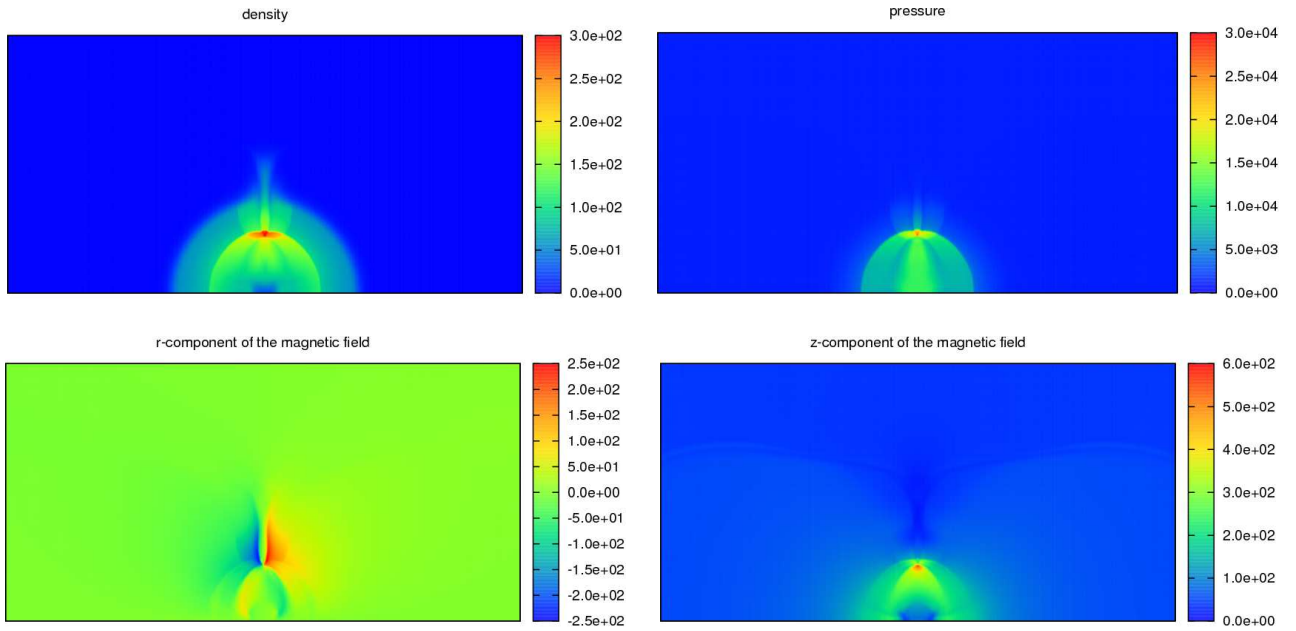 density
3.0e+02
2.5e+02
2.0e+02
1.5e+02
1.0e+02
5.0e+01
0.0e+00
pressure
3.0e+04
2.5e+04
2.0e+04
1.5e+04
1.0e+04
5.0e+03
0.0e+00
r-component of the magnetic field
2.5e+02
2.0e+02
1.5e+02
1.0e+02
5.0e+01
0.0e+00
-5.0e+01
-1.0e+02
-1.5e+02
-2.0e+02
-2.5e+02
z-component of the magnetic field
6.0e+02
5.0e+02
4.0e+02
3.0e+02
2.0e+02
1.0e+02
0.0e+00